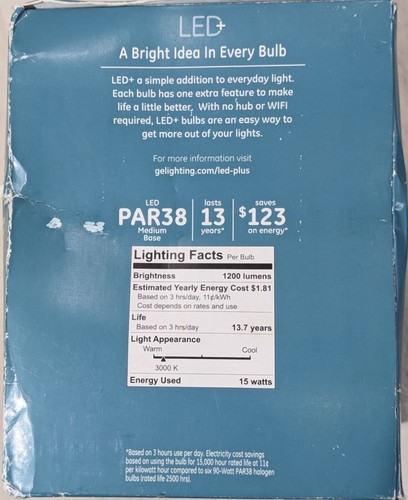 LED+
A Bright Idea In Every Bulb
LED+ a simple addition to everyday light.
Each bulb has one extra feature to make
life a little better. With no hub or WIFI
required, LED+ bulbs are an easy way to
get more out of your lights.
For more information visit
gelighting.com/led-plus
LED
PAR38
Medium
Base
lasts
13
years*
saves
$123
on energy*
Lighting Facts Per Bulb
Brightness 1200 lumens
Estimated Yearly Energy Cost $1.81
Based on 3 hrs/day, 11¢/kWh
Cost depends on rates and use
Life
Based on 3 hrs/day 13.7 years
Light Appearance
Warm Cool
3000 K
Energy Used 15 watts
*Based on 3 hours use per day. Electricity cost savings
based on using the bulb for 15,000 hour rated life at 11¢
per kilowatt hour compared to six 90-Watt PAR38 halogen
bulbs (rated life 2500 hrs).